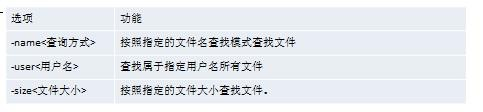 选项 功能
-name<查询方式> 按照指定的文件名查找模式查找文件
-user<用户名> 查找属于指定用户名所有文件
-size<文件大小> 按照指定的文件大小查找文件。